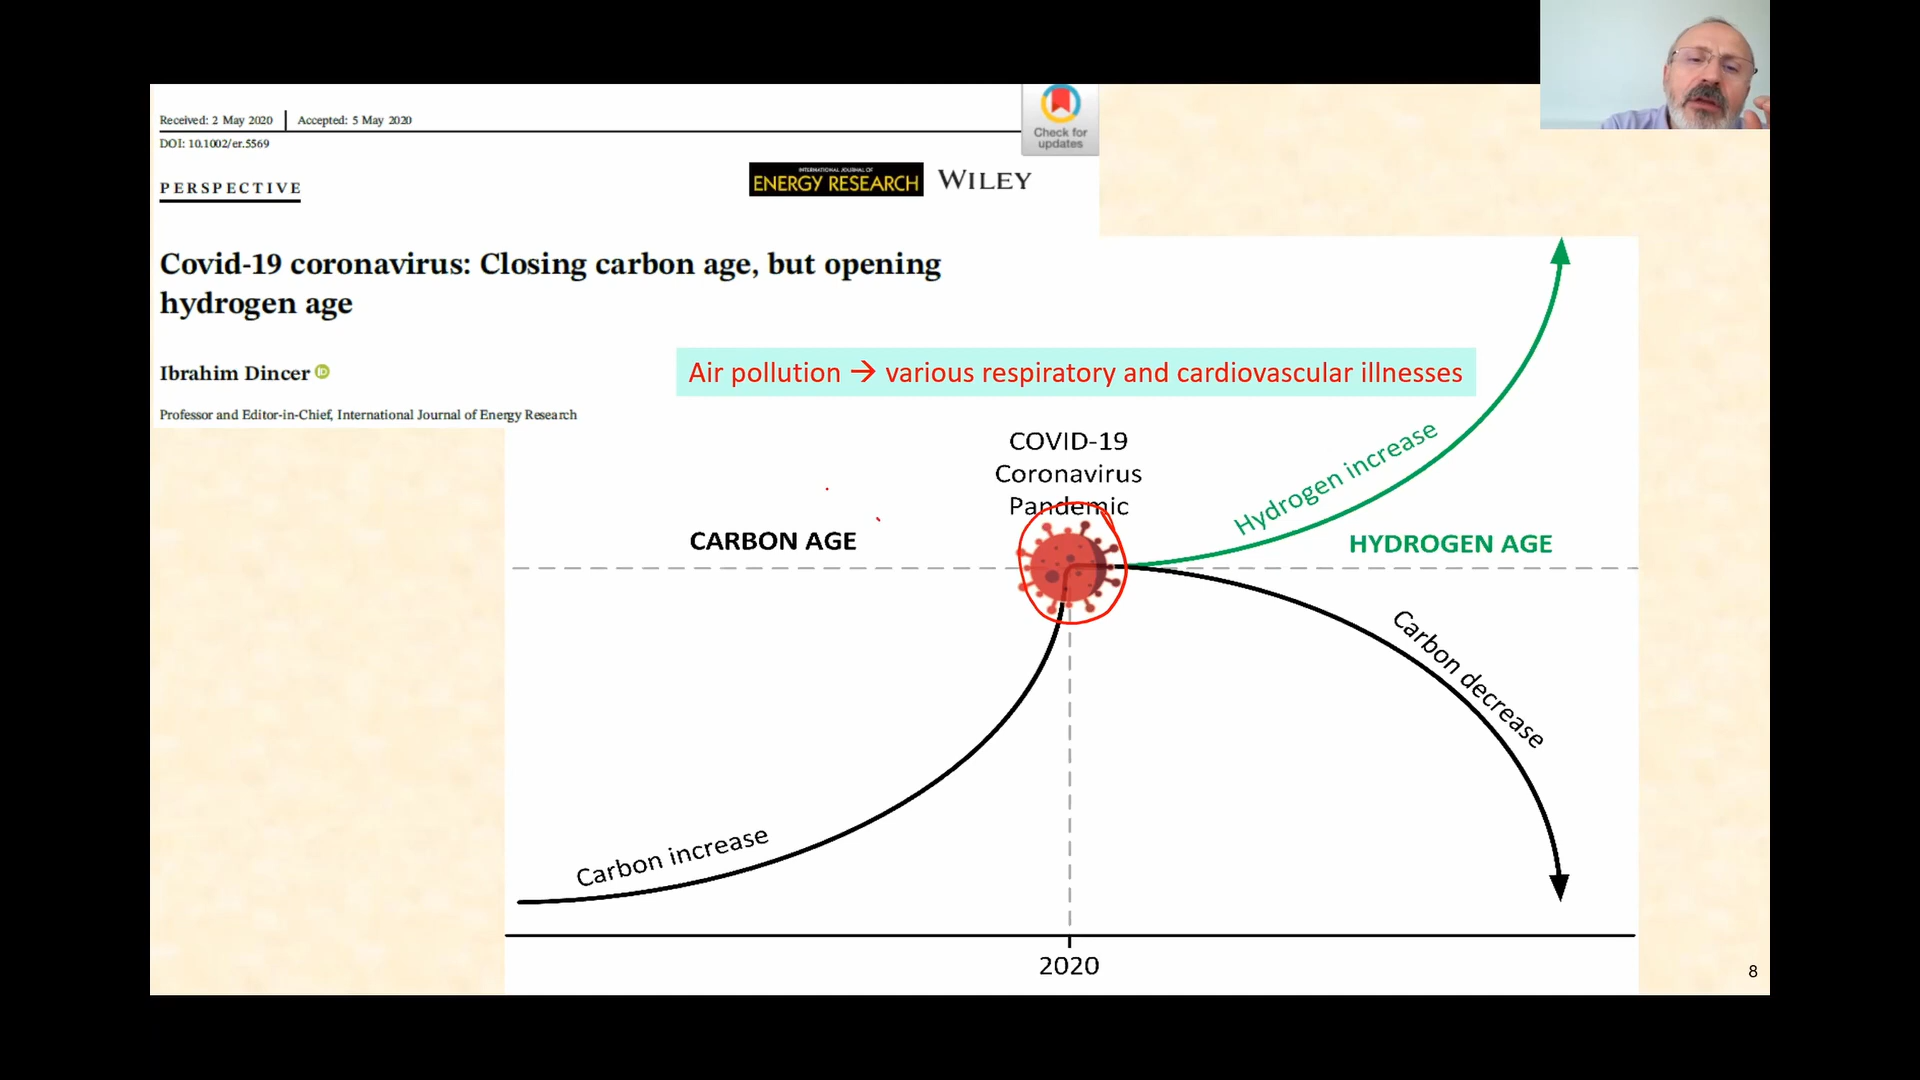 Received: 2 May 2020 | Accepted: 5 May 2020
DOI: 10.1002/er.5569
Check for
updates
PERSPECTIVE
INTERNATIONAL JOURNAL OF
ENERGY RESEARCH
WILEY
Covid-19 coronavirus: Closing carbon age, but opening
hydrogen age
Ibrahim Dincer iD
Professor and Editor-in-Chief, International Journal of Energy Research
Air pollution → various respiratory and cardiovascular illnesses
COVID-19
Coronavirus
Pandemic
CARBON AGE
Hydrogen increase
HYDROGEN AGE
Carbon decrease
Carbon increase
2020
8